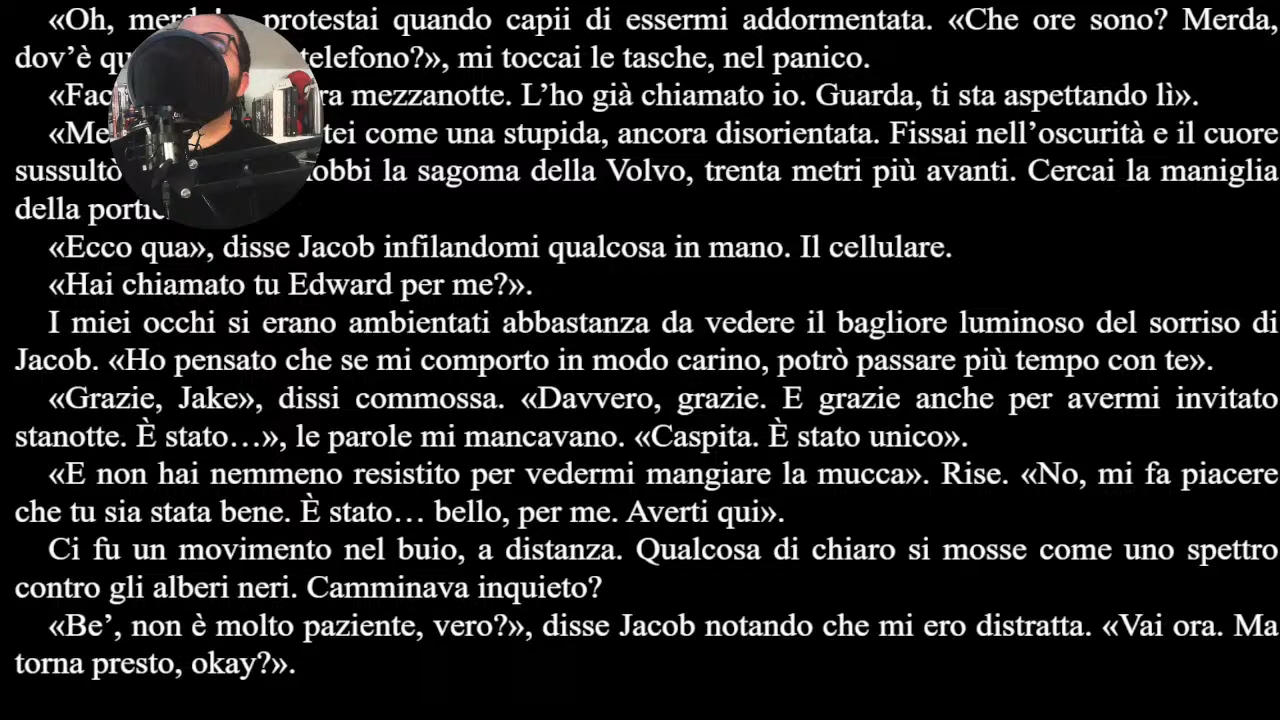 «Oh, protestai quando capii di essermi addormentata. «Che ore sono? Merda,
dov’è telefono?», mi toccai le tasche, nel panico.
mezzanotte. L’ho già chiamato io. Guarda, ti sta aspettando lì».
come una stupida, ancora disorientata. Fissai nell’oscurità e il cuore
sussultò la sagoma della Volvo, trenta metri più avanti. Cercai la maniglia
della
«Ecco qua», disse Jacob infilandomi qualcosa in mano. Il cellulare.
«Hai chiamato tu Edward per me?».
I miei occhi si erano ambientati abbastanza da vedere il bagliore luminoso del sorriso di
Jacob. «Ho pensato che se mi comporto in modo carino, potrò passare più tempo con te».
«Grazie, Jake», dissi commossa. «Davvero, grazie. E grazie anche per avermi invitato
stanotte. È stato…», le parole mi mancavano. «Caspita. È stato unico».
«E non hai nemmeno resistito per vedermi mangiare la mucca». Rise. «No, mi fa piacere
che tu sia stata bene. È stato… bello, per me. Averti qui».
Ci fu un movimento nel buio, a distanza. Qualcosa di chiaro si mosse come uno spettro
contro gli alberi neri. Camminava inquieto?
«Be’, non è molto paziente, vero?», disse Jacob notando che mi ero distratta. «Vai ora. Ma
torna presto, okay?».